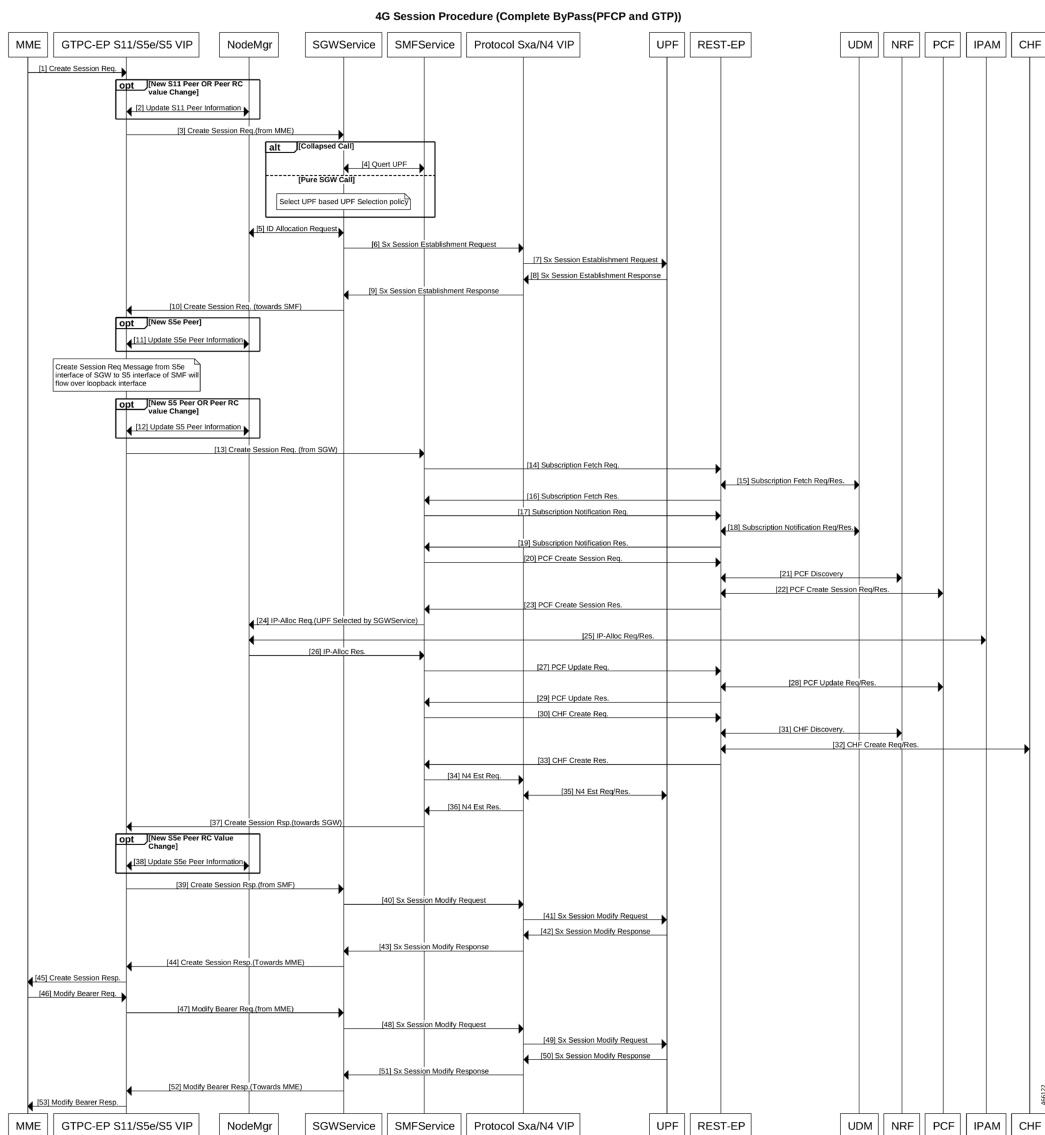 4G Session Procedure (Complete ByPass(PFCP and GTP))
MME
GTPC-EP S11/S5e/S5 VIP
NodeMgr
SGWService
SMFService
Protocol Sxa/N4 VIP
UPF
REST-EP
UDM
NRF
PCF
IPAM
CHF
[1] Create Session Req.
opt
[New S11 Peer OR Peer RC
value Change]
[2] Update S11 Peer Information
[3] Create Session Req.(from MME)
alt
[Collapsed Call]
[4] Quert UPF
[Pure SGW Call]
Select UPF based UPF Selection policy
[5] ID Allocation Request
[6] Sx Session Establishment Request
[7] Sx Session Establishment Request
[8] Sx Session Establishment Response
[9] Sx Session Establishment Response
[10] Create Session Req. (towards SMF)
opt
[New S5e Peer]
[11] Update S5e Peer Information
Create Session Req Message from S5e
interface of SGW to S5 interface of SMF will
flow over loopback interface
opt
[New S5 Peer OR Peer RC
value Change]
[12] Update S5 Peer Information
[13] Create Session Req. (from SGW)
[14] Subscription Fetch Req.
[15] Subscription Fetch Req/Res.
[16] Subscription Fetch Res.
[17] Subscription Notification Req.
[18] Subscription Notification Req/Res.
[19] Subscription Notification Res.
[20] PCF Create Session Req.
[21] PCF Discovery
[22] PCF Create Session Req/Res.
[23] PCF Create Session Res.
[24] IP-Alloc Req.(UPF Selected by SGWService)
[25] IP-Alloc Req/Res.
[26] IP-Alloc Res.
[27] PCF Update Req.
[28] PCF Update Req/Res.
[29] PCF Update Res.
[30] CHF Create Req.
[31] CHF Discovery.
[32] CHF Create Req/Res.
[33] CHF Create Res.
[34] N4 Est Req.
[35] N4 Est Req/Res.
[36] N4 Est Res.
[37] Create Session Rsp.(towards SGW)
opt
[New S5e Peer RC Value
Change]
[38] Update S5e Peer Information
[39] Create Session Rsp.(from SMF)
[40] Sx Session Modify Request
[41] Sx Session Modify Request
[42] Sx Session Modify Response
[43] Sx Session Modify Response
[44] Create Session Resp.(Towards MME)
[45] Create Session Resp.
[46] Modify Bearer Req.
[47] Modify Bearer Req.(from MME)
[48] Sx Session Modify Request
[49] Sx Session Modify Request
[50] Sx Session Modify Response
[51] Sx Session Modify Response
[52] Modify Bearer Resp.(Towards MME)
[53] Modify Bearer Resp.
466122
MME
GTPC-EP S11/S5e/S5 VIP
NodeMgr
SGWService
SMFService
Protocol Sxa/N4 VIP
UPF
REST-EP
UDM
NRF
PCF
IPAM
CHF